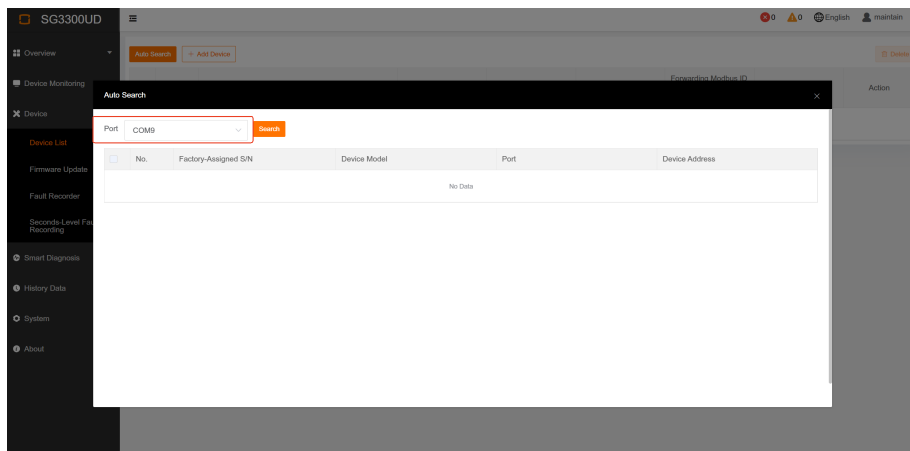 SG3300UD
0
0
English
maintain
Overview
Auto Search
+ Add Device
Delete
Device Monitoring
Forwarding Modbus ID
Action
Auto Search
Device
Port
COM9
Search
Device List
No.
Factory-Assigned S/N
Device Model
Port
Device Address
Firmware Update
No Data
Fault Recorder
Seconds-Level Fau
Recording
Smart Diagnosis
History Data
System
About